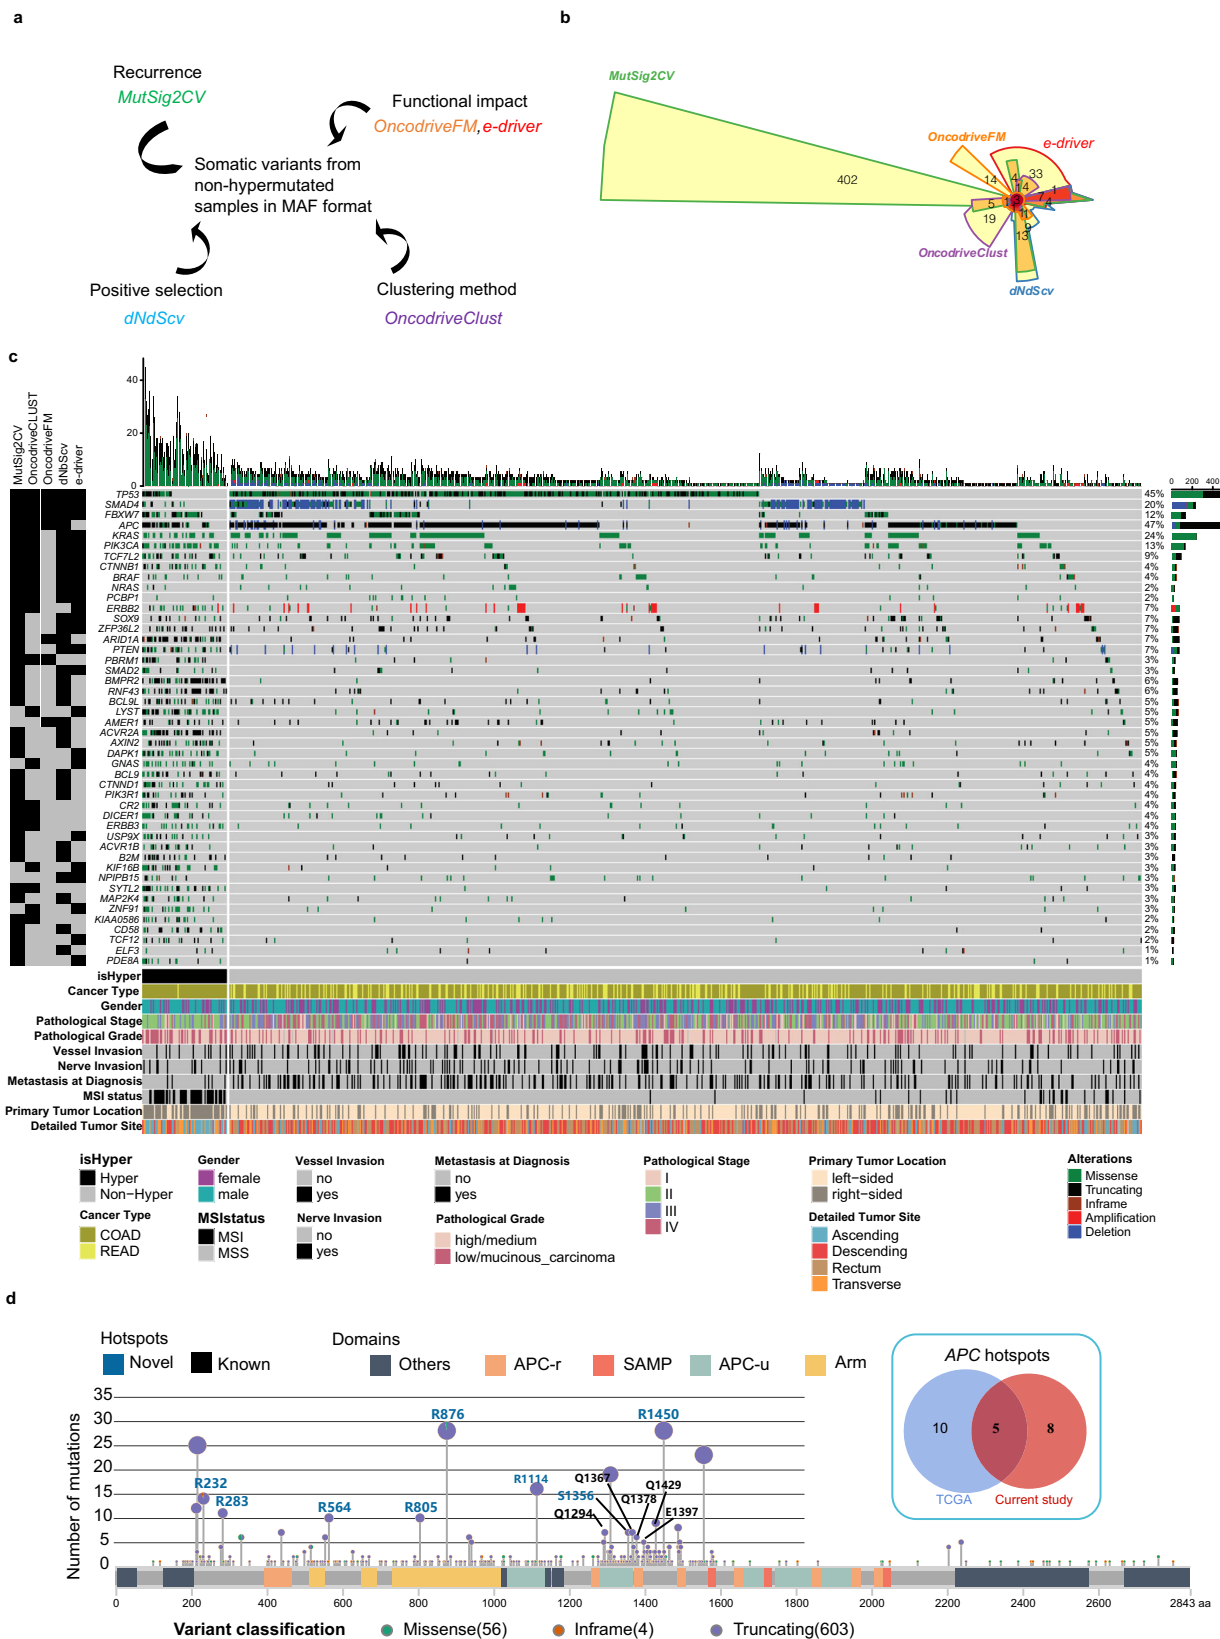 a
Recurrence
MutSig2CV
Functional impact
OncodriveFM, e-driver
Somatic variants from
non-hypermutated
samples in MAF format
Positive selection
dNdScv
Clustering method
OncodriveClust
b
MutSig2CV
OncodriveFM
e-driver
402
14
4
33
14
1
7
4
5
1
3
19
11
9
13
OncodriveClust
dNdScv
c
MutSig2CV
OncodriveCLUST
OncodriveFM
dNbScv
e-driver
40
20
0
0 200 400
TP53 45%
SMAD4 20%
FBXW7 12%
APC 47%
KRAS 24%
PIK3CA 13%
TCF7L2 9%
CTNNB1 4%
BRAF 4%
NRAS 2%
PCBP1 2%
ERBB2 7%
SOX9 7%
ZFP36L2 7%
ARID1A 7%
PTEN 7%
PBRM1 3%
SMAD2 3%
BMPR2 6%
RNF43 6%
BCL9L 5%
LYST 5%
AMER1 5%
ACVR2A 5%
AXIN2 5%
DAPK1 5%
GNAS 4%
BCL9 4%
CTNND1 4%
PIK3R1 4%
CR2 4%
DICER1 4%
ERBB3 4%
USP9X 3%
ACVR1B 3%
B2M 3%
KIF16B 3%
NPIPB15 3%
SYTL2 3%
MAP2K4 3%
ZNF91 3%
KIAA0586 2%
CD58 2%
TCF12 2%
ELF3 1%
PDE8A 1%
isHyper
Cancer Type
Gender
Pathological Stage
Pathological Grade
Vessel Invasion
Nerve Invasion
Metastasis at Diagnosis
MSI status
Primary Tumor Location
Detailed Tumor Site
isHyper
Hyper
Non-Hyper
Cancer Type
COAD
READ
Gender
female
male
MSIstatus
MSI
MSS
Vessel Invasion
no
yes
Nerve Invasion
no
yes
Metastasis at Diagnosis
no
yes
Pathological Grade
high/medium
low/mucinous_carcinoma
Pathological Stage
I
II
III
IV
Primary Tumor Location
left-sided
right-sided
Detailed Tumor Site
Ascending
Descending
Rectum
Transverse
Alterations
Missense
Truncating
Inframe
Amplification
Deletion
d
Hotspots
Novel
Known
Domains
Others
APC-r
SAMP
APC-u
Arm
Number of mutations
35
30
25
20
15
10
5
0
R232
R283
R564
R805
R876
R1114
Q1294
S1356
Q1367
Q1378
E1397
Q1429
R1450
APC hotspots
10
5
8
TCGA
Current study
0 200 400 600 800 1000 1200 1400 1600 1800 2000 2200 2400 2600 2843 aa
Variant classification
Missense(56)
Inframe(4)
Truncating(603)